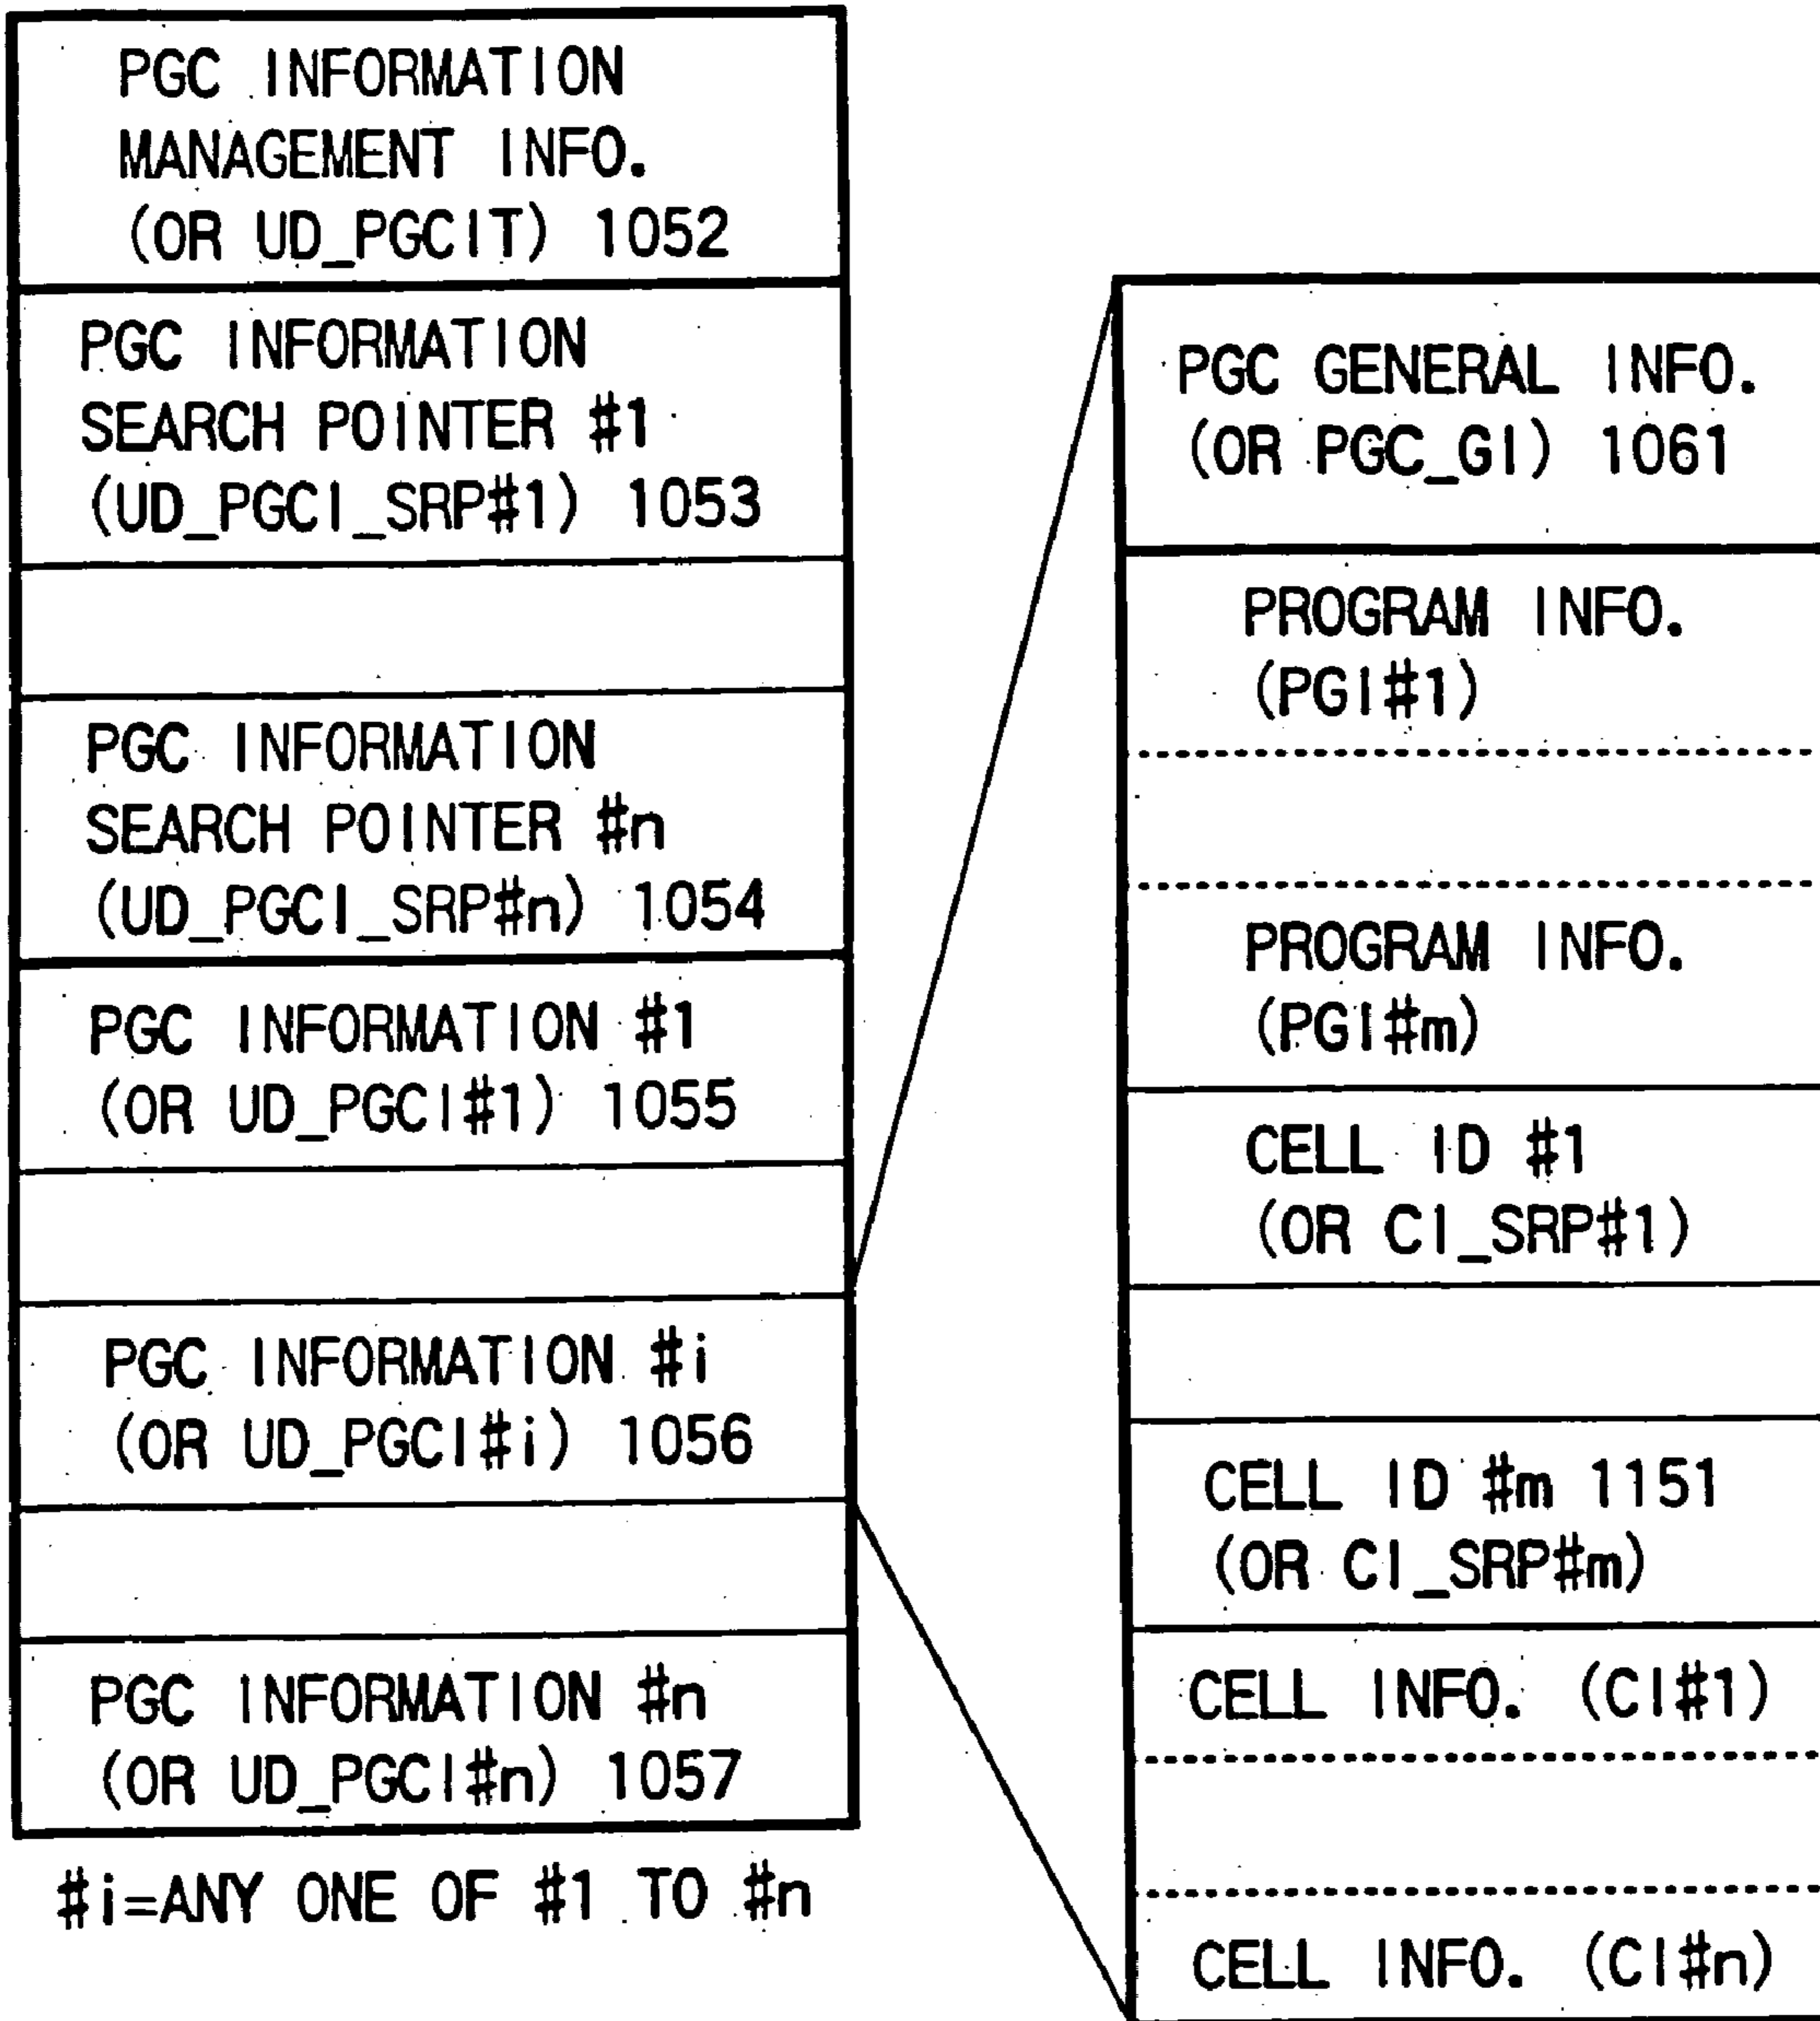 PGC INFORMATION
MANAGEMENT INFO.
(OR UD_PGCIT) 1052
PGC INFORMATION
SEARCH POINTER #1
(UD_PGCI_SRP#1) 1053
PGC INFORMATION
SEARCH POINTER #n
(UD_PGCI_SRP#n) 1054
PGC INFORMATION #1
(OR UD_PGCI#1) 1055
PGC INFORMATION #i
(OR UD_PGCI#i) 1056
PGC INFORMATION #n
(OR UD_PGCI#n) 1057
#i=ANY ONE OF #1 TO #n
PGC GENERAL INFO.
(OR PGC_GI) 1061
PROGRAM INFO.
(PGI#1)
PROGRAM INFO.
(PGI#m)
CELL ID #1
(OR CI_SRP#1)
CELL ID #m 1151
(OR CI_SRP#m)
CELL INFO. (CI#1)
CELL INFO. (CI#n)